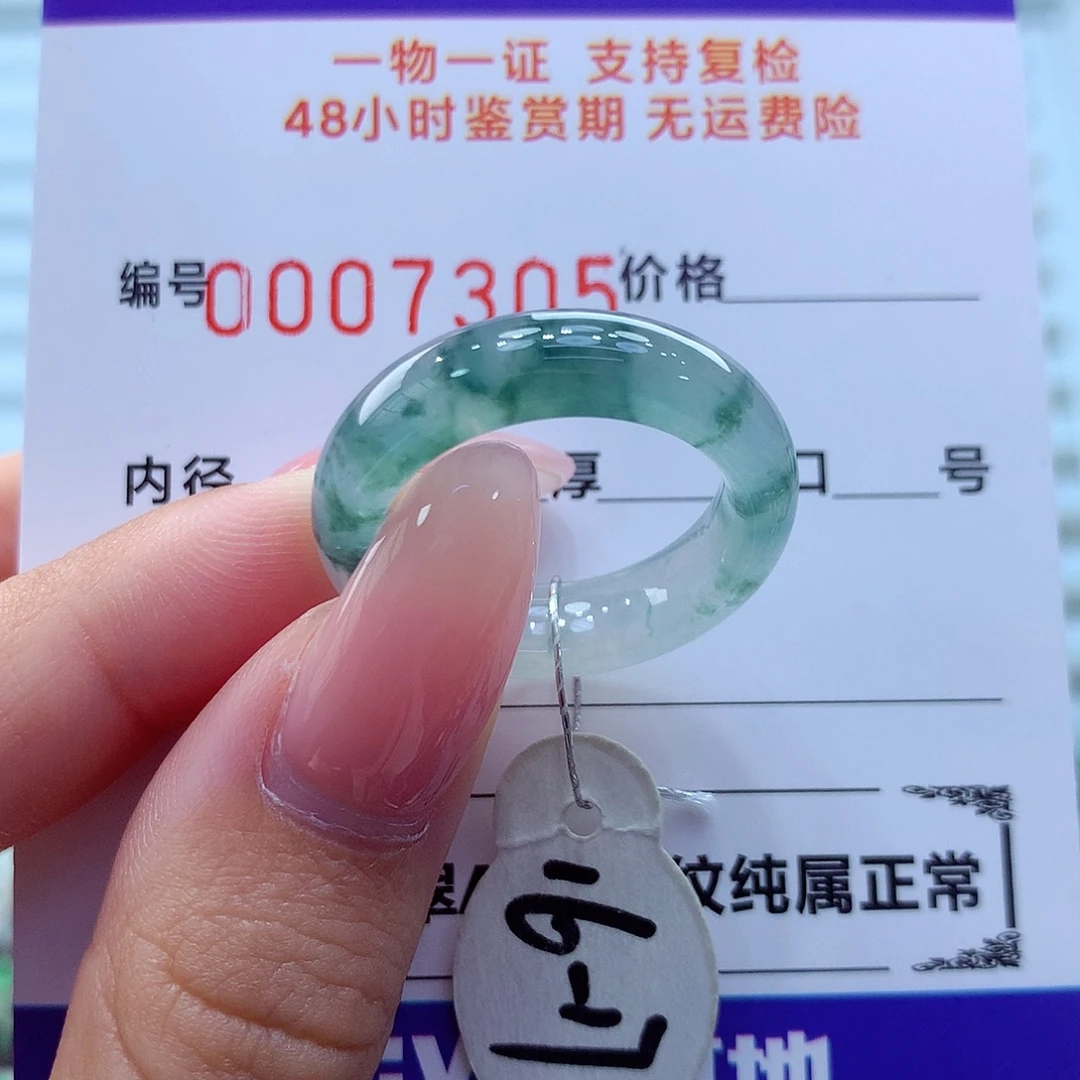 一物一证 支持复检
48小时鉴赏期 无运费险
编号0007305价格
内径 厚 口 号
纹纯属正常